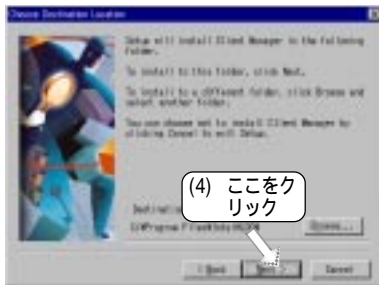 Choose Destination Location
Setup will install Client Manager in the following
folder.
To install to this folder, click Next.
To install to a different folder, click Browse and
select another folder.
You can choose not to install Client Manager by
clicking Cancel to exit Setup.
(4) ここをク
リック
Destination
C:\Program
Browse...
< Back
Next >
Cancel